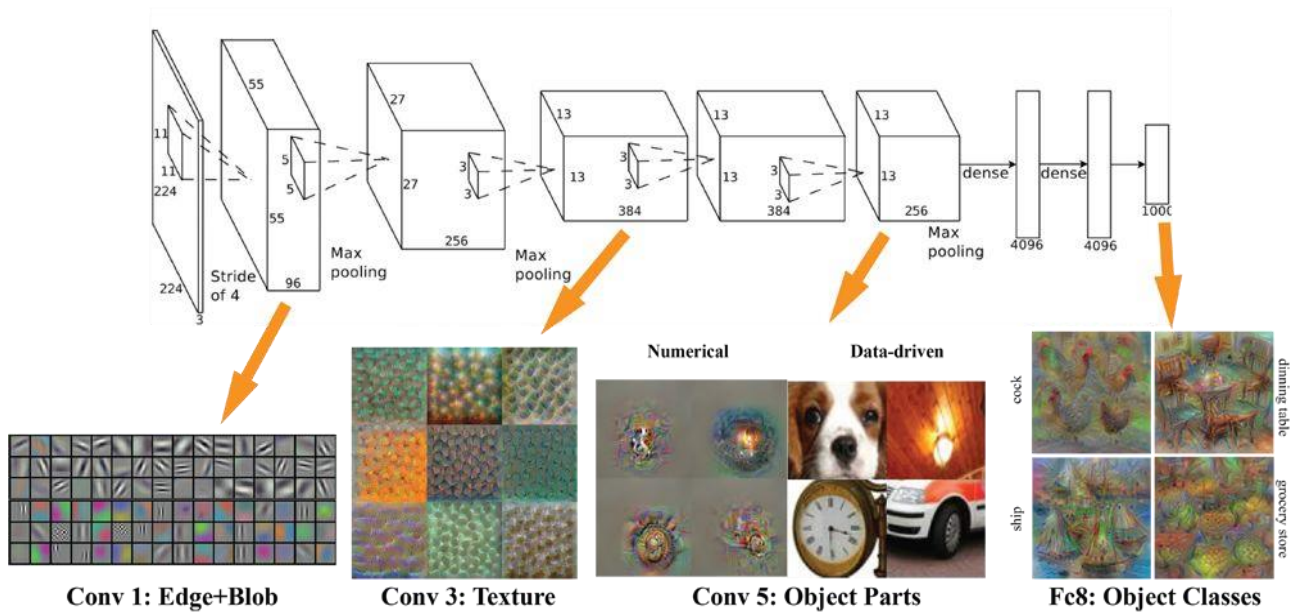 11
11
224
224
3
Stride
of 4
55
55
96
5
5
Max
pooling
27
27
256
3
3
Max
pooling
13
13
384
3
3
13
13
384
3
3
13
13
256
Max
pooling
dense
4096
dense
4096
1000
Numerical
Data-driven
cock
ship
dinning table
grocery store
Conv 1: Edge+Blob
Conv 3: Texture
Conv 5: Object Parts
Fc8: Object Classes